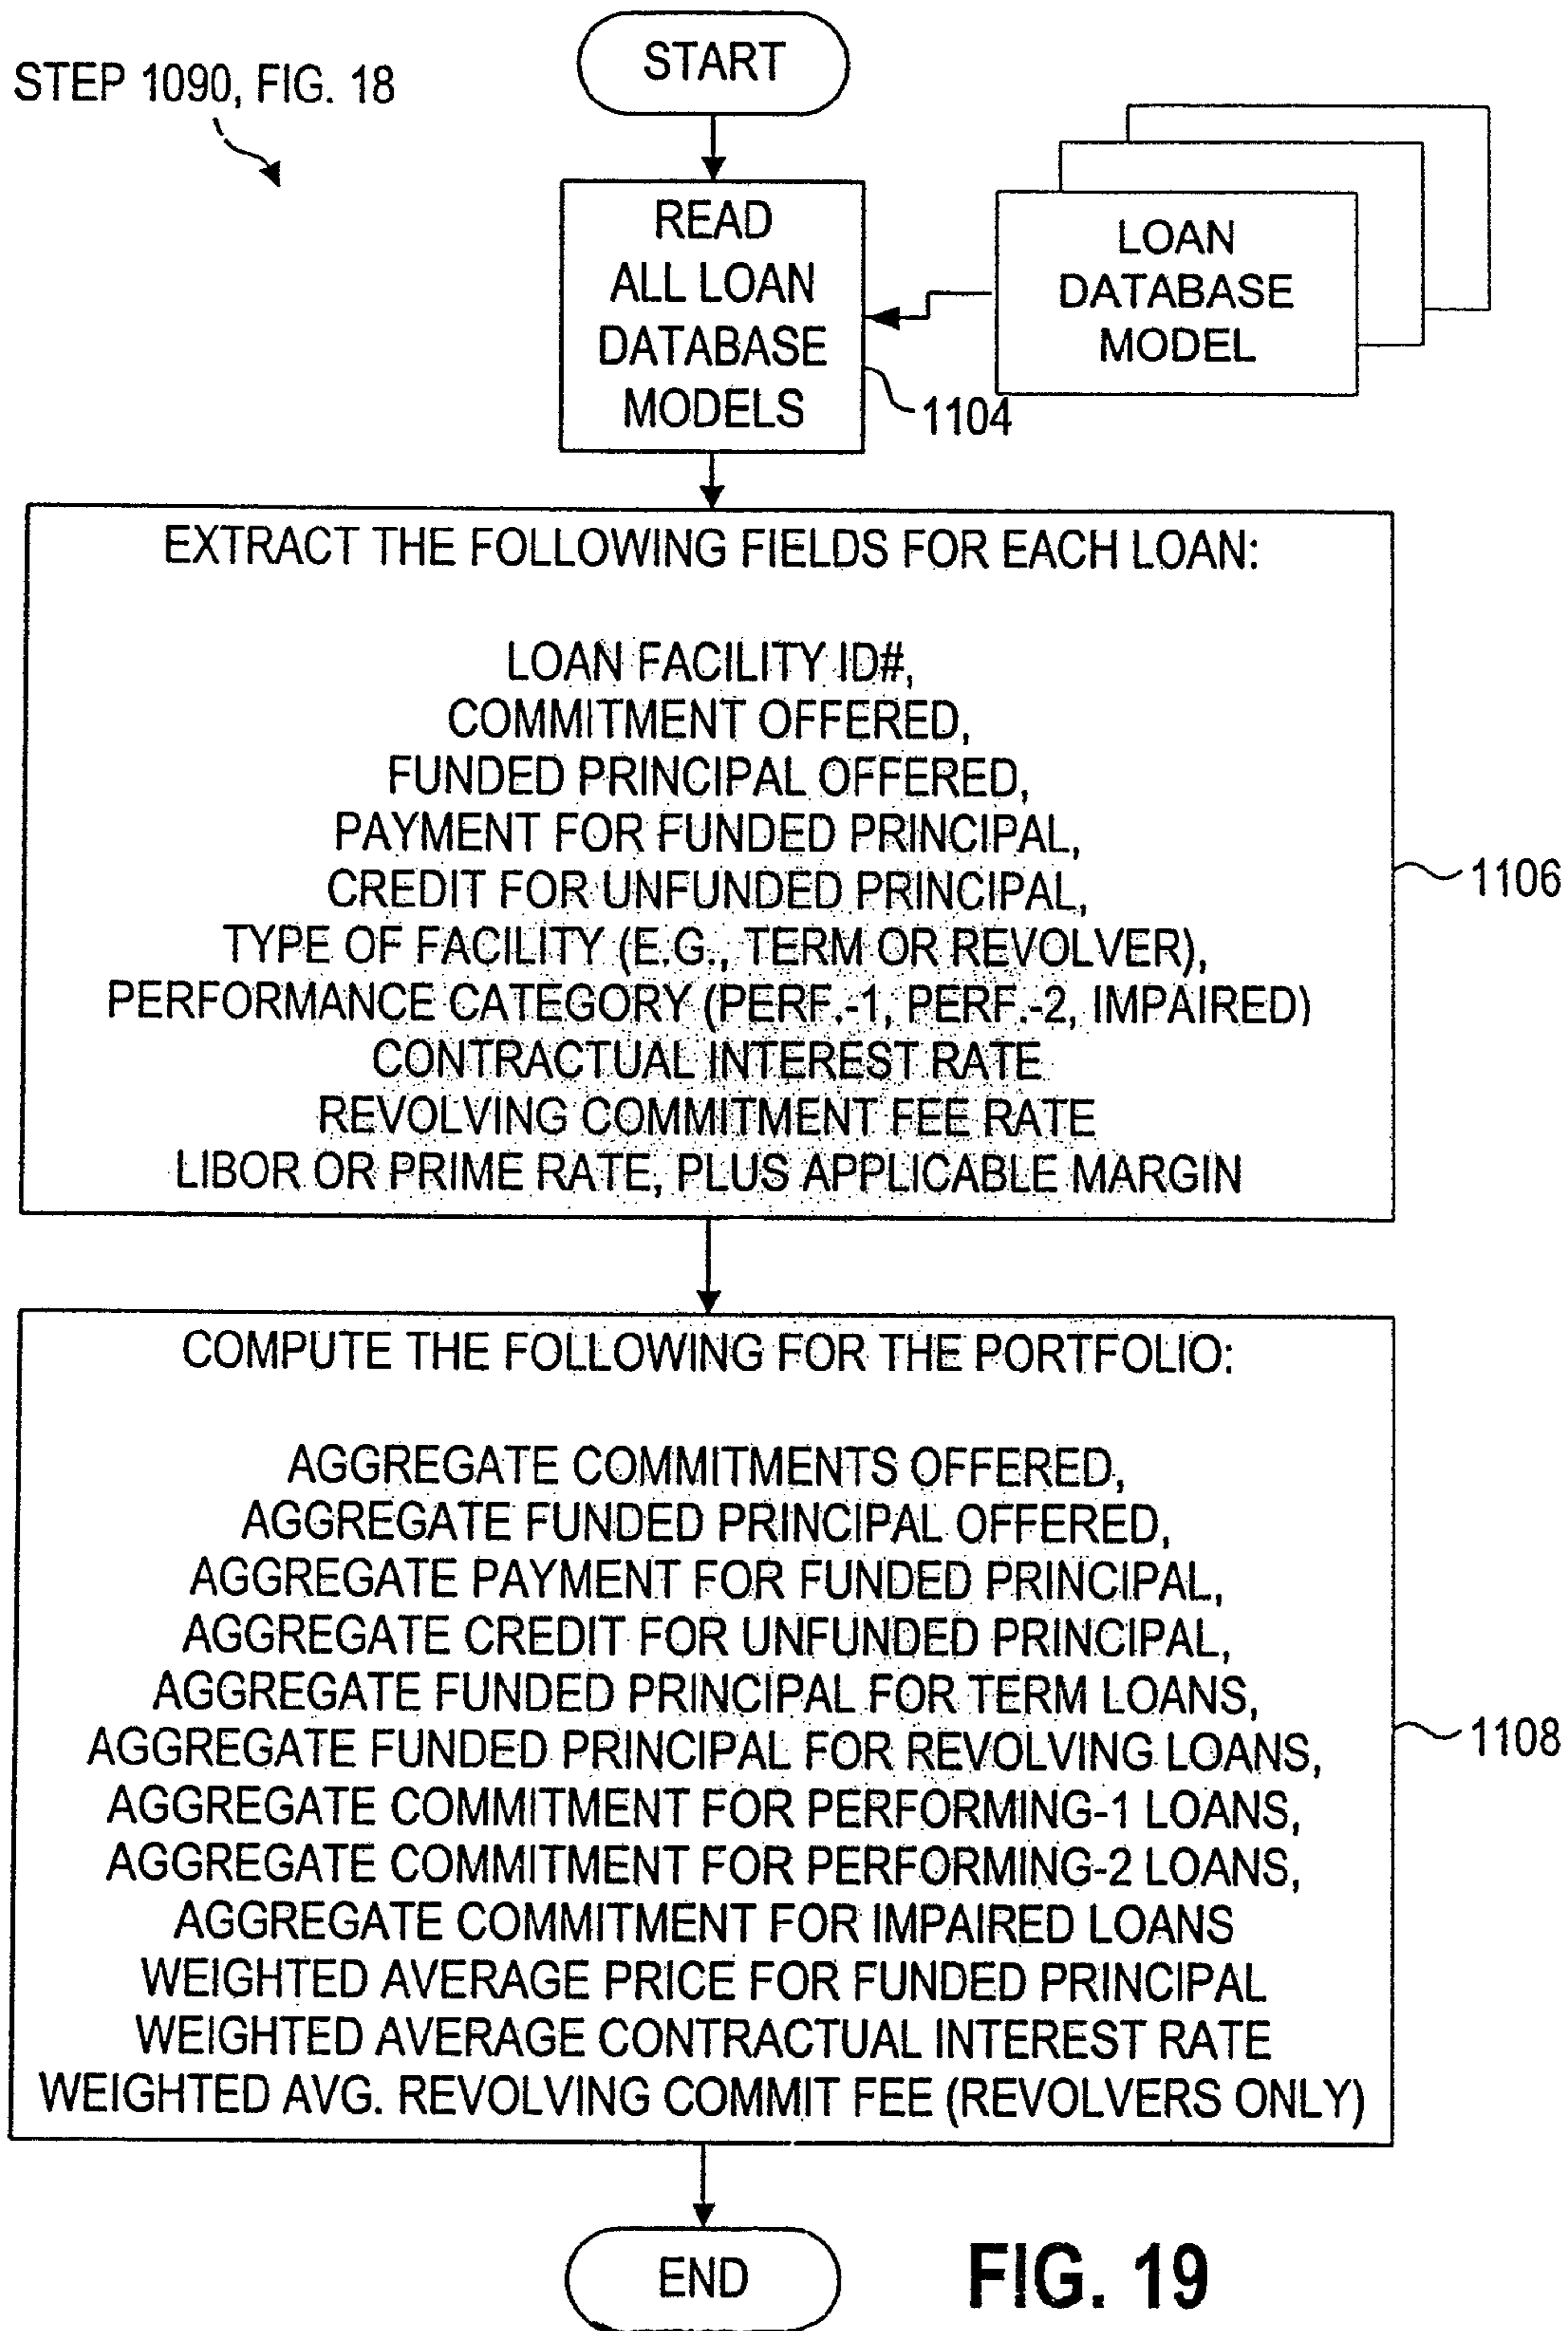 START
STEP 1090, FIG. 18
READ
ALL LOAN
DATABASE
MODELS
LOAN
DATABASE
MODEL
1104
EXTRACT THE FOLLOWING FIELDS FOR EACH LOAN:
LOAN FACILITY ID#,
COMMITMENT OFFERED,
FUNDED PRINCIPAL OFFERED,
PAYMENT FOR FUNDED PRINCIPAL,
CREDIT FOR UNFUNDED PRINCIPAL,
TYPE OF FACILITY (E.G., TERM OR REVOLVER),
PERFORMANCE CATEGORY (PERF.-1, PERF.-2, IMPAIRED)
CONTRACTUAL INTEREST RATE
REVOLVING COMMITMENT FEE RATE
LIBOR OR PRIME RATE, PLUS APPLICABLE MARGIN
1106
COMPUTE THE FOLLOWING FOR THE PORTFOLIO:
AGGREGATE COMMITMENTS OFFERED,
AGGREGATE FUNDED PRINCIPAL OFFERED,
AGGREGATE PAYMENT FOR FUNDED PRINCIPAL,
AGGREGATE CREDIT FOR UNFUNDED PRINCIPAL,
AGGREGATE FUNDED PRINCIPAL FOR TERM LOANS,
AGGREGATE FUNDED PRINCIPAL FOR REVOLVING LOANS,
AGGREGATE COMMITMENT FOR PERFORMING-1 LOANS,
AGGREGATE COMMITMENT FOR PERFORMING-2 LOANS,
AGGREGATE COMMITMENT FOR IMPAIRED LOANS
WEIGHTED AVERAGE PRICE FOR FUNDED PRINCIPAL
WEIGHTED AVERAGE CONTRACTUAL INTEREST RATE
WEIGHTED AVG. REVOLVING COMMIT FEE (REVOLVERS ONLY)
1108
END
FIG. 19